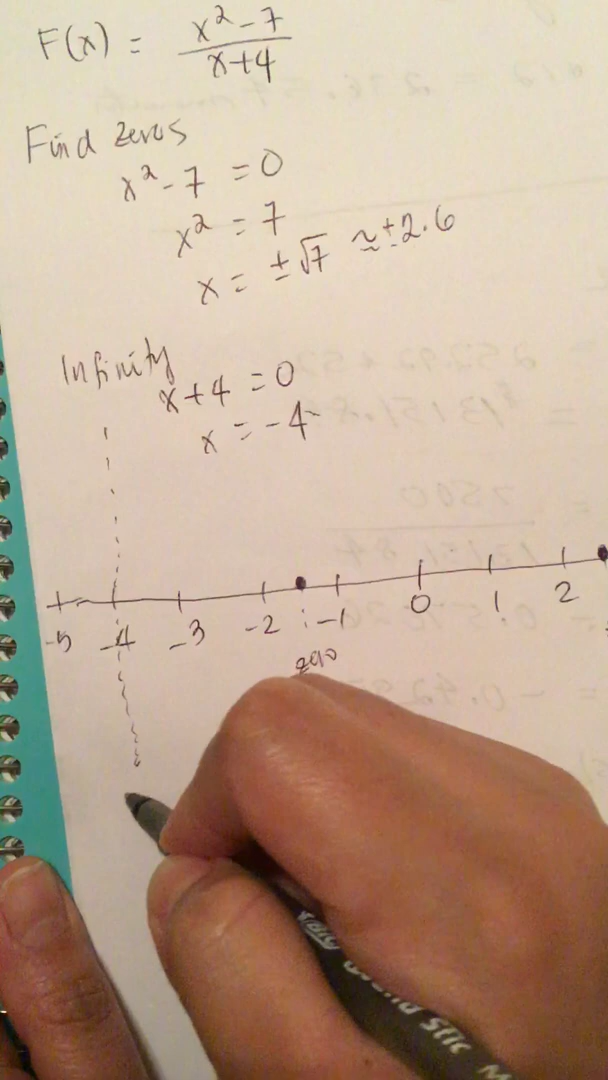 F(x) = x² - 7 / x + 4
Find zeros
x² - 7 = 0
x² = 7
x = ±√7 ≈ ±2.6
Infinity
x + 4 = 0
x = -4
-5 -4 -3 -2 -1 0 1 2
zero
Stic